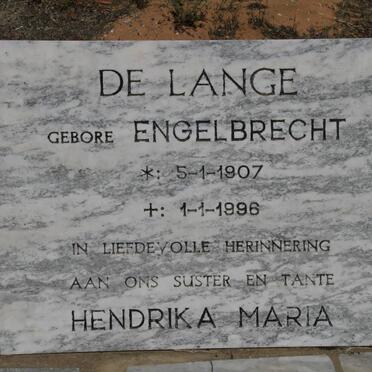 DE LANGE
GEBORE ENGELBRECHT
*: 5-1-1907
+: 1-1-1996
IN LIEFDEVOLLE HERINNERING
AAN ONS SUSTER EN TANTE
HENDRIKA MARIA